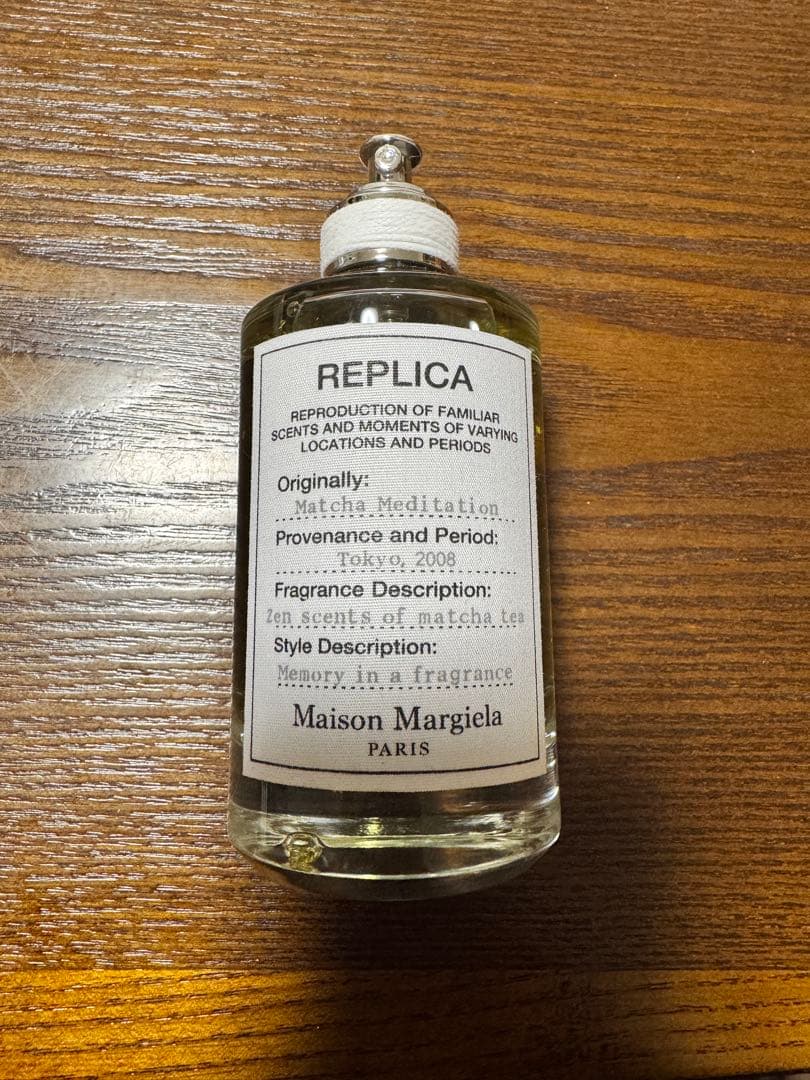 REPLICA
REPRODUCTION OF FAMILIAR
SCENTS AND MOMENTS OF VARYING
LOCATIONS AND PERIODS
Originally:
Matcha Meditation
Provenance and Period:
Tokyo, 2008
Fragrance Description:
Zen scents of matcha tea
Style Description:
Memory in a fragrance
Maison Margiela
PARIS